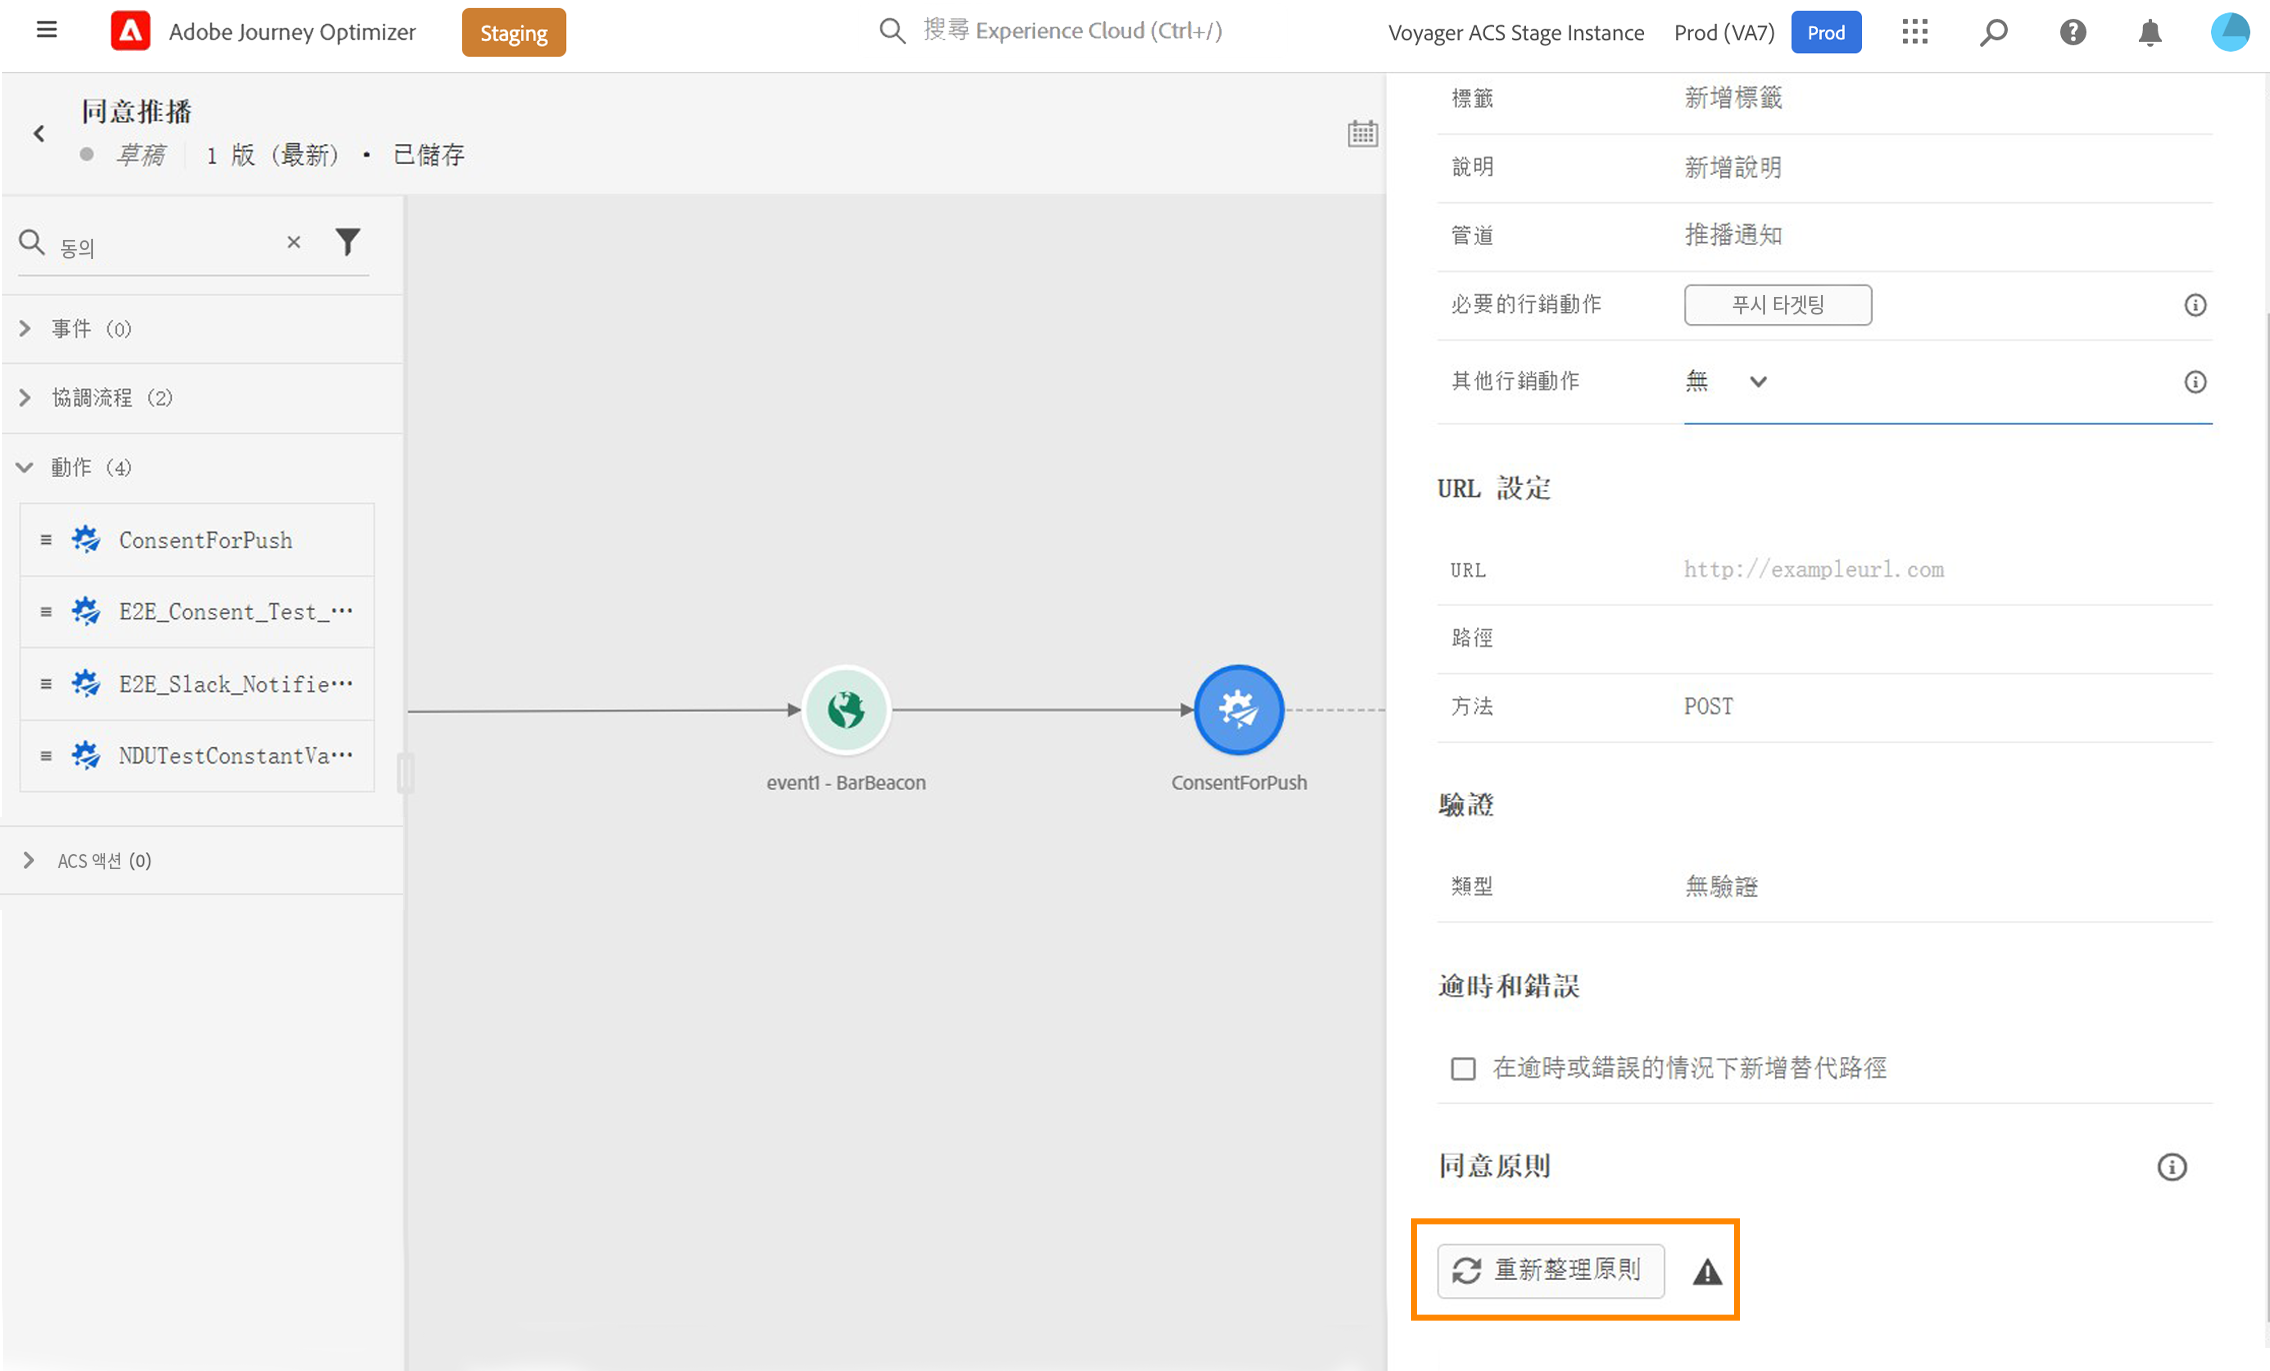 Adobe Journey Optimizer
Staging
搜尋 Experience Cloud (Ctrl+/)
Voyager ACS Stage Instance
Prod (VA7)
Prod
同意推播
草稿
1 版 (最新) • 已儲存
동의
事件 (0)
協調流程 (2)
動作 (4)
ConsentForPush
E2E_Consent_Test_···
E2E_Slack_Notifie···
NDUTestConstantVa···
ACS 액션 (0)
event1 - BarBeacon
ConsentForPush
標籤 新增標籤
說明 新增說明
管道 推播通知
必要的行銷動作 푸시 타겟팅
其他行銷動作 無
URL 設定
URL http://exampleurl.com
路徑
方法 POST
驗證
類型 無驗證
逾時和錯誤
在逾時或錯誤的情況下新增替代路徑
同意原則
重新整理原則